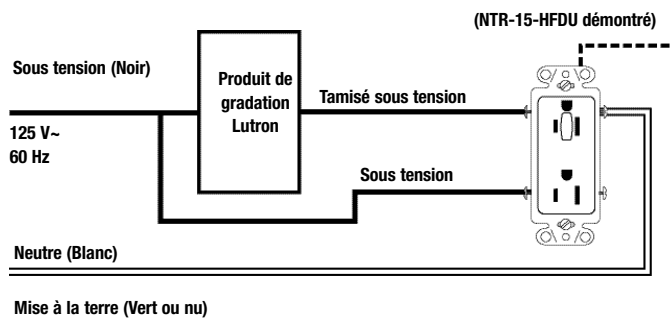 (NTR-15-HFDU démontré)
Sous tension (Noir)
Produit de
gradation
Lutron
Tamisé sous tension
125 V~
60 Hz
Sous tension
Neutre (Blanc)
Mise à la terre (Vert ou nu)